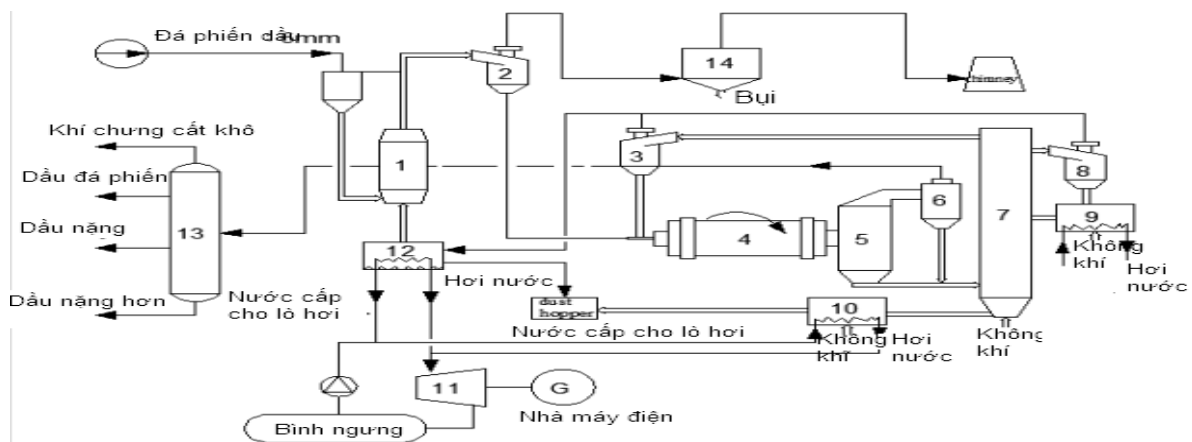 Đá phiến dầu
mm
2
14
chimney
Bụi
Khí chưng cất khô
1
3
8
Dầu đá phiến
6
7
9
Dầu nặng
13
4
5
12
Không
khí
Hơi
nước
Hơi nước
Dầu nặng hơn
Nước cấp
cho lò hơi
dust
hopper
10
Nước cấp cho lò hơi
Không
khĩ
Hơi
nước
Không
khí
11
G
Nhà máy điện
Bình ngưng